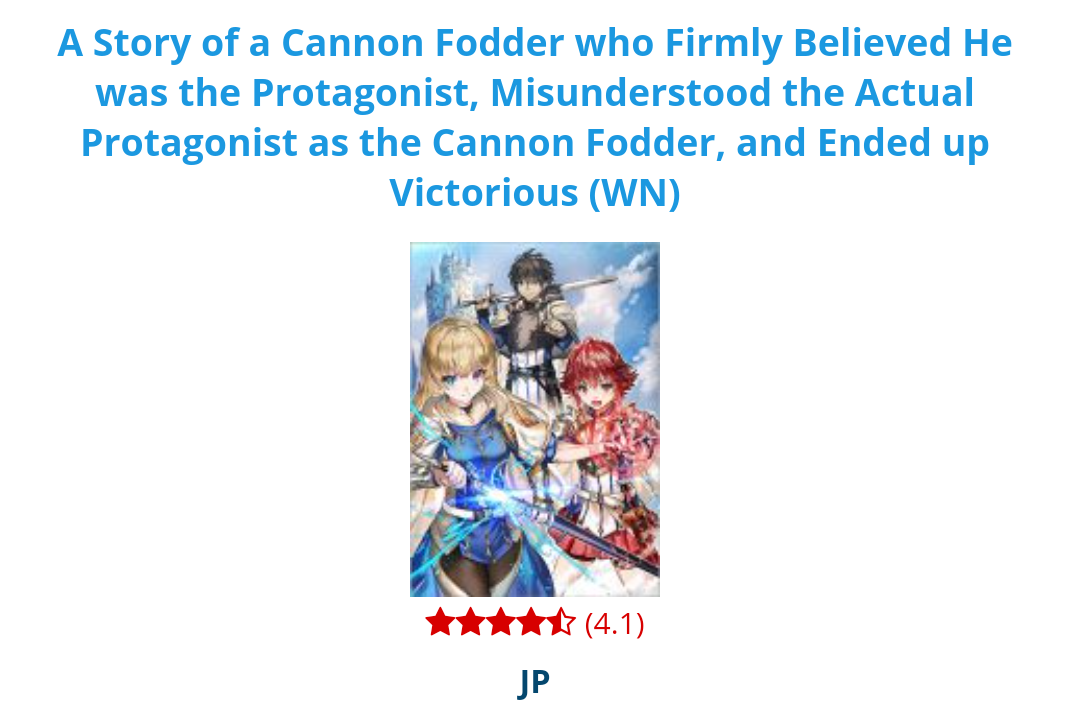 A Story of a Cannon Fodder who Firmly Believed He
was the Protagonist, Misunderstood the Actual
Protagonist as the Cannon Fodder, and Ended up
Victorious (WN)
(4.1)
JP